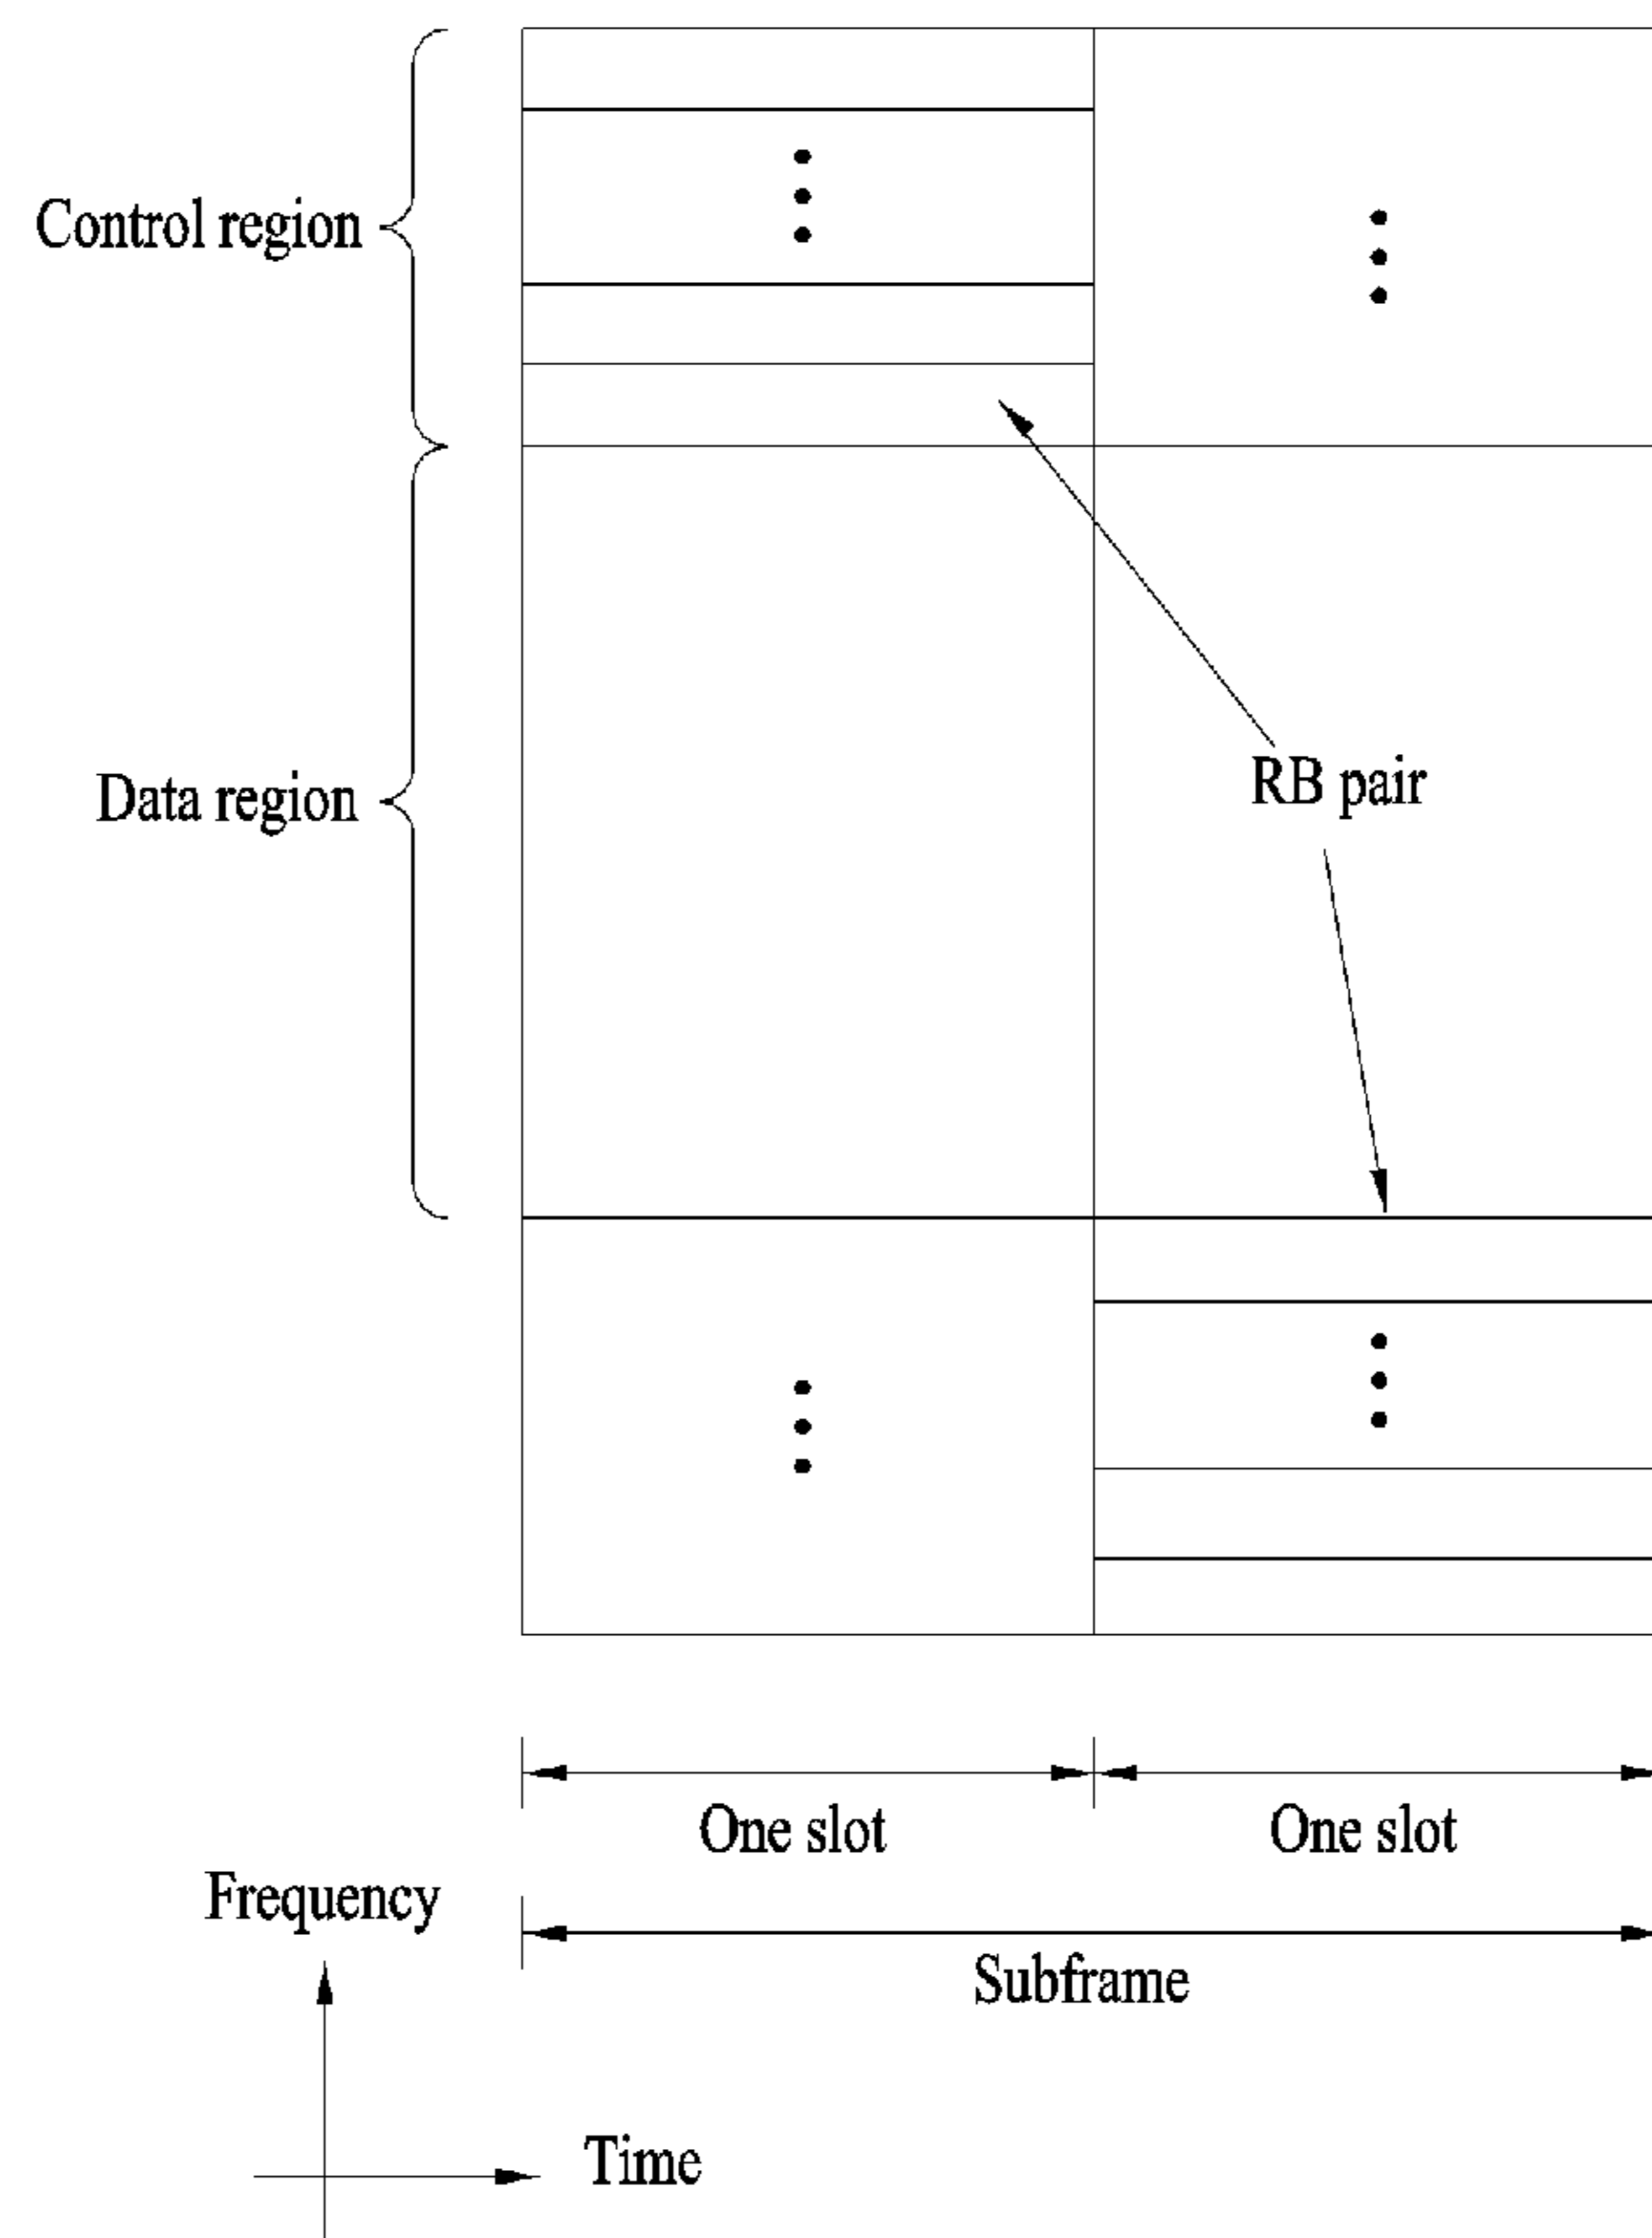 Control region
Data region
RB pair
One slot
One slot
Frequency
Subframe
Time